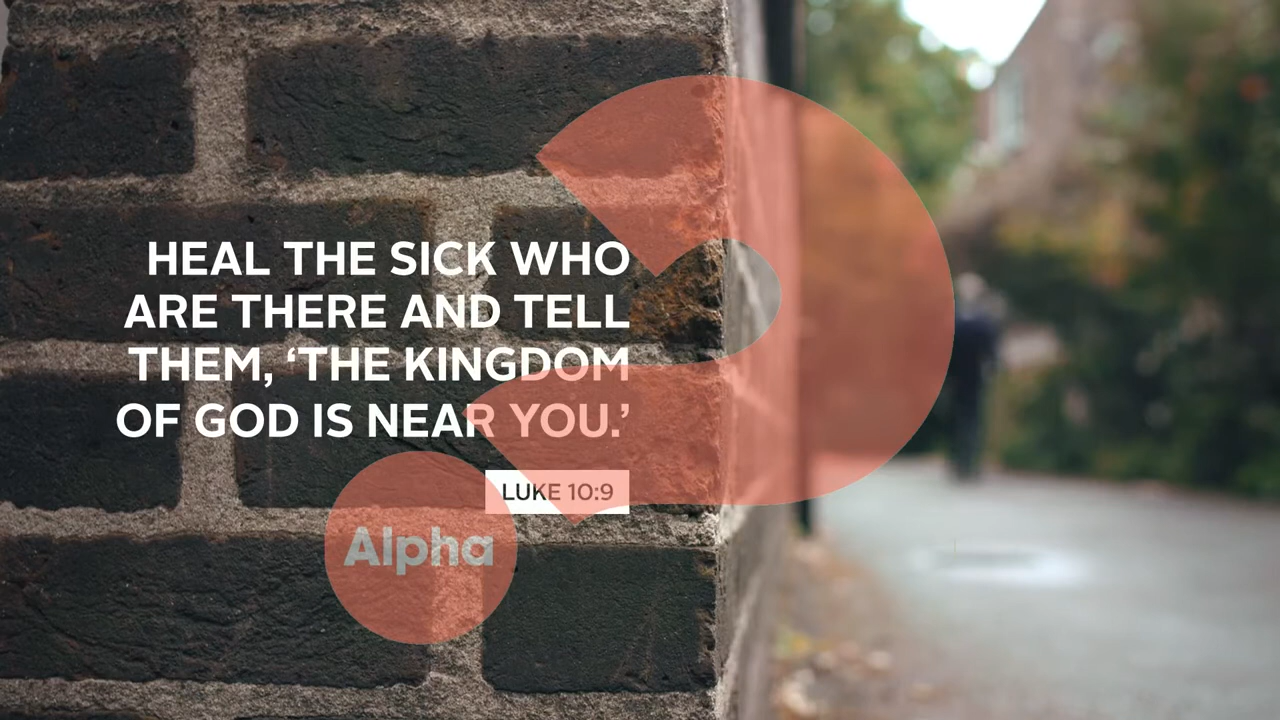 HEAL THE SICK WHO
ARE THERE AND TELL
THEM, ‘THE KINGDOM
OF GOD IS NEAR YOU.’
LUKE 10:9
Alpha